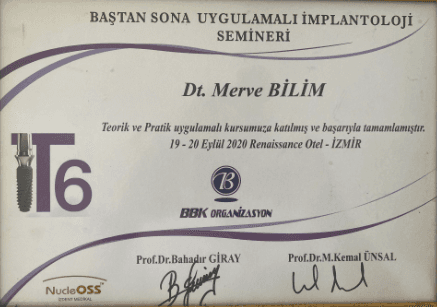 BAŞTAN SONA UYGULAMALI İMPLANTOLOJİ
SEMİNERİ
Dt. Merve BİLİM
Teorik ve Pratik uygulamalı kursumuza katılmış ve başarıyla tamamlamıştır.
19 - 20 Eylül 2020 Renaissance Otel - İZMİR
T6
B
BBK ORGANİZASYON
Prof.Dr.Bahadır GİRAY
Prof.Dr.M.Kemal ÜNSAL
NucleOSS